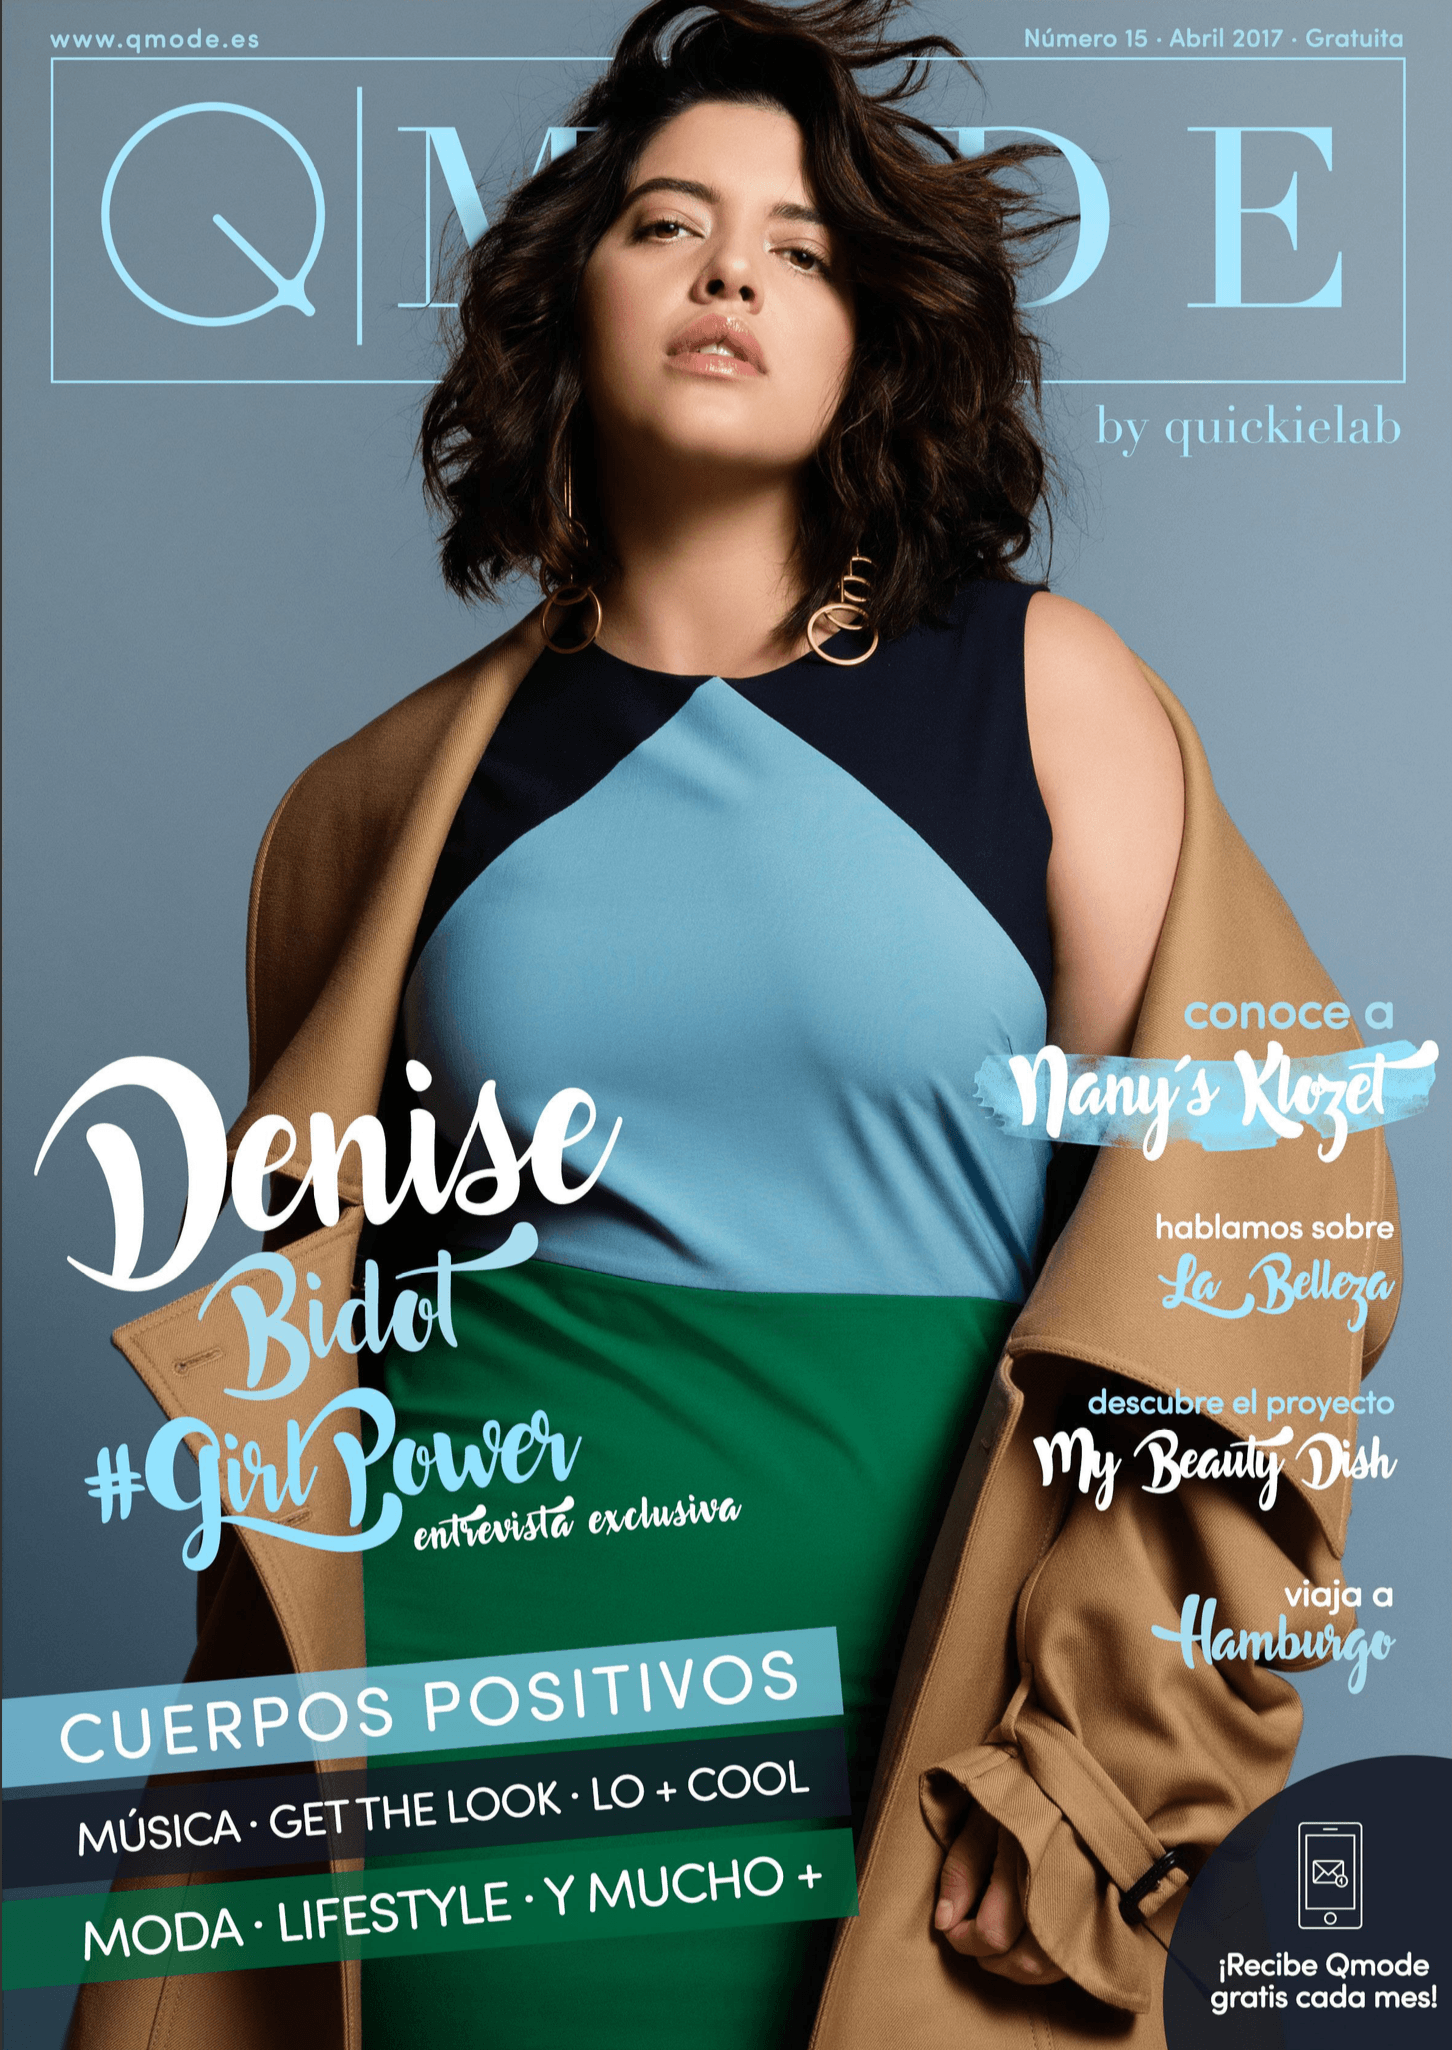 www.qmode.es
Número 15 · Abril 2017 · Gratuita
Q|MODE
by quickielab
conoce a
Nany´s Klozet
hablamos sobre
La Belleza
descubre el proyecto
My Beauty Dish
viaja a
Hamburgo
Denise
Bidot
#GirlPower
entrevista exclusiva
CUERPOS POSITIVOS
MÚSICA · GET THE LOOK · LO + COOL
MODA · LIFESTYLE · Y MUCHO +
¡Recibe Qmode
gratis cada mes!